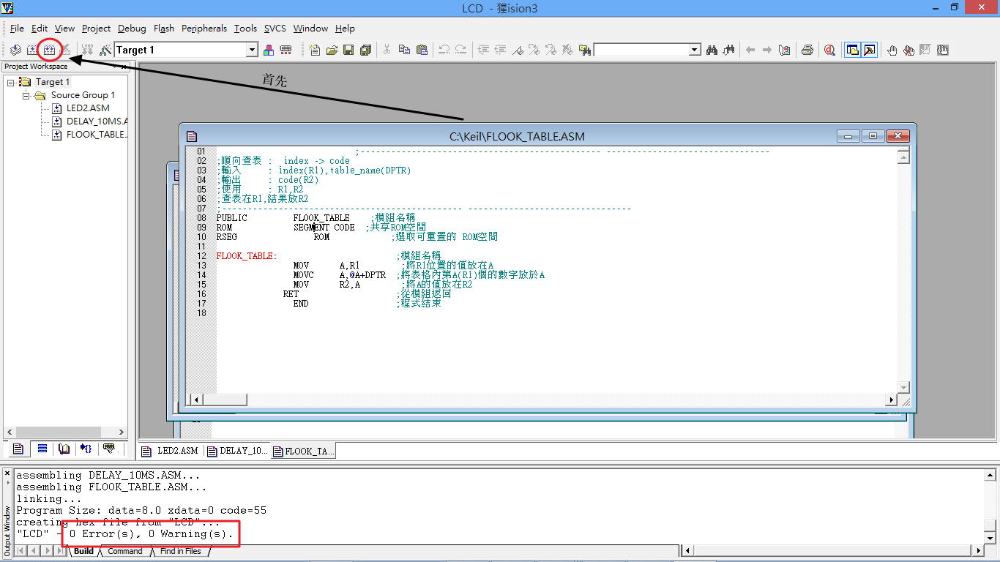 LCD - 猩ision3
File Edit View Project Debug Flash Peripherals Tools SVCS Window Help
LOAD Target 1
Project Workspace
首先
Target 1
Source Group 1
LED2.ASM
DELAY_10MS.A
FLOOK_TABLE.
C:\Keil\FLOOK_TABLE.ASM
01 ;----------------------------------------------- --------------------------------
02 ;順向查表 : index -> code
03 ;輸入 : index(R1),table_name(DPTR)
04 ;輸出 : code(R2)
05 ;使用 : R1,R2
06 ;查表在R1,結果放R2
07 ;----------------------------------------------- --------------------------------
08 PUBLIC FLOOK_TABLE ;模組名稱
09 ROM SEGMENT CODE ;共享ROM空間
10 RSEG ROM ;選取可重置的 ROM空間
11
12 FLOOK_TABLE: ;模組名稱
13 MOV A,R1 ;將R1位置的值放在A
14 MOVC A,@A+DPTR ;將表格內第A(R1)個的數字放於A
15 MOV R2,A ;將A的值放在R2
16 RET ;從模組返回
17 END ;程式結束
18
LED2.ASM DELAY_10... FLOOK_TA...
assembling DELAY_10MS.ASM...
assembling FLOOK_TABLE.ASM...
linking...
Program Size: data=8.0 xdata=0 code=55
creating hex file from "LCD"...
"LCD" - 0 Error(s), 0 Warning(s).
Output Window
Build Command Find in Files